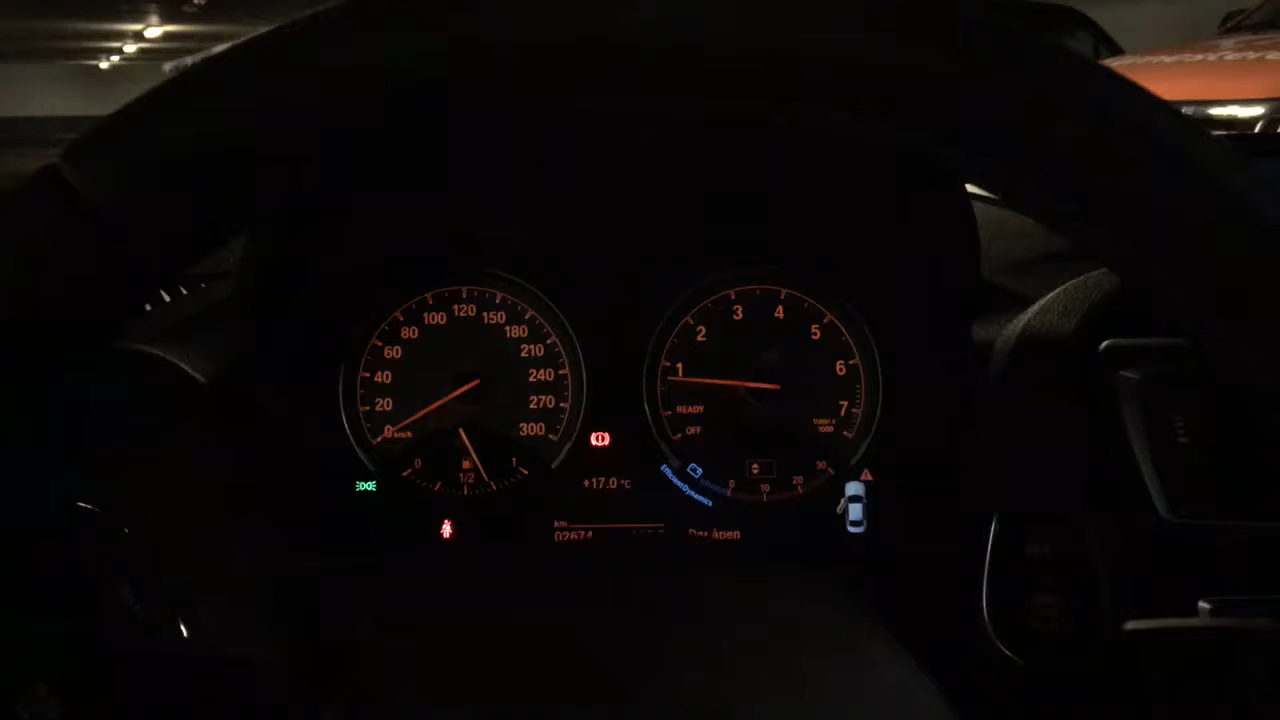 120
100 150
80 180
60 210
40 240
20 270
0 km/h 300
0 1/2 1
3 4
2 5
1 6
READY 7
OFF 1/min x
1000
0 10 20 30
EfficientDynamics
+17.0 °C
km
02674
Dør åpen